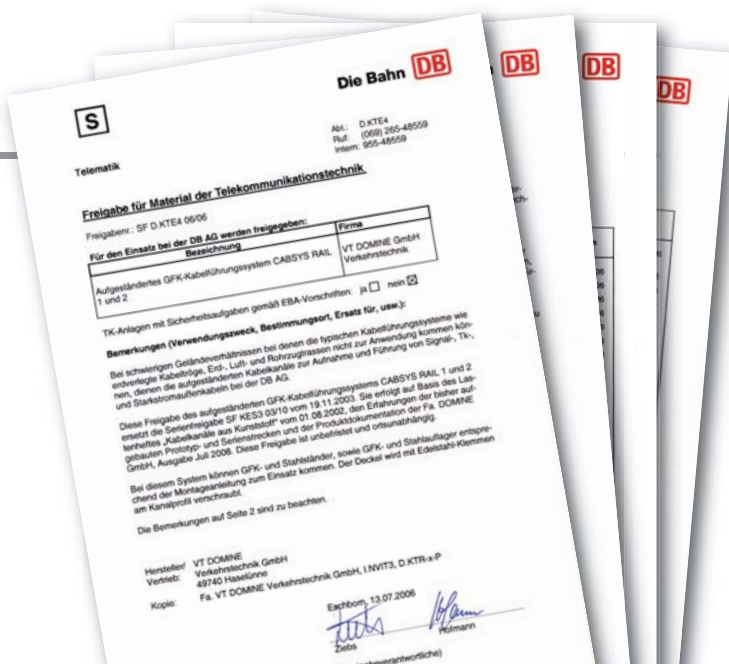 Die Bahn DB
S
Abt.: D.KTE4
Ruf: (069) 265-48559
Intern: 955-48559
Telematik
Freigabe für Material der Telekommunikationstechnik
Freigabenr.: SF D.KTE4 06/06
Für den Einsatz bei der DB AG werden freigegeben:
Bezeichnung Firma
Aufgeständertes GFK-Kabelführungssystem CABSYS RAIL VT DOMINE GmbH
1 und 2 Verkehrstechnik
TK-Anlagen mit Sicherheitsaufgaben gemäß EBA-Vorschriften: ja ☐ nein ☒
Bemerkungen (Verwendungszweck, Bestimmungsort, Ersatz für, usw.):
Bei schwierigen Geländeverhältnissen bei denen die typischen Kabelführungssysteme wie
erdverlegte Kabeltröge, Erd-, Luft- und Rohrzugtrassen nicht zur Anwendung kommen kön-
nen, dienen die aufgeständerten Kabelkanäle zur Aufnahme und Führung von Signal-, Tk-,
und Starkstromaußenkabeln bei der DB AG.
Diese Freigabe des aufgeständerten GFK-Kabelführungssystems CABSYS RAIL 1 und 2
ersetzt die Serienfreigabe SF KES3 03/10 vom 19.11.2003. Sie erfolgt auf Basis des Las-
tenheftes „Kabelkanäle aus Kunststoff" vom 01.08.2002, den Erfahrungen der bisher auf-
gebauten Prototyp- und Serienstrecken und der Produktdokumentation der Fa. DOMINE
GmbH, Ausgabe Juli 2006. Diese Freigabe ist unbefristet und ortsunabhängig.
Bei diesem System können GFK- und Stahlständer, sowie GFK- und Stahlauflager entspre-
chend der Montageanleitung zum Einsatz kommen. Der Deckel wird mit Edelstahl-Klemmen
am Kanalprofil verschraubt.
Die Bemerkungen auf Seite 2 sind zu beachten.
Hersteller/ VT DOMINE
Vertrieb: Verkehrstechnik GmbH
49740 Haselünne
Kopie: Fa. VT DOMINE Verkehrstechnik GmbH, I.NVIT3, D.KTR-x-P
Eschborn, 13.07.2006
Ziebs Hofmann
DB
DB
DB